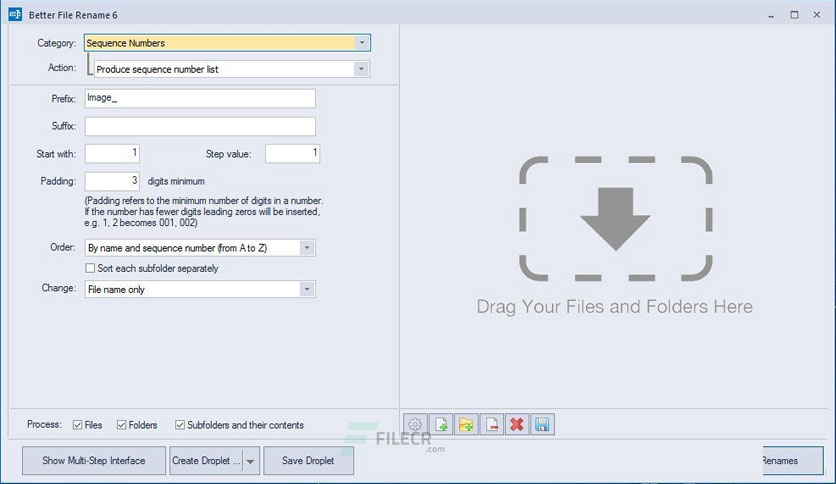 Better File Rename 6
Category: Sequence Numbers
Action: Produce sequence number list
Prefix: Image_
Suffix:
Start with: 1 Step value: 1
Padding: 3 digits minimum
(Padding refers to the minimum number of digits in a number.
If the number has fewer digits leading zeros will be inserted,
e.g. 1, 2 becomes 001, 002)
Order: By name and sequence number (from A to Z)
Sort each subfolder separately
Change: File name only
Drag Your Files and Folders Here
Process: Files Folders Subfolders and their contents
FILECR
.com
Show Multi-Step Interface Create Droplet ... Save Droplet Renames